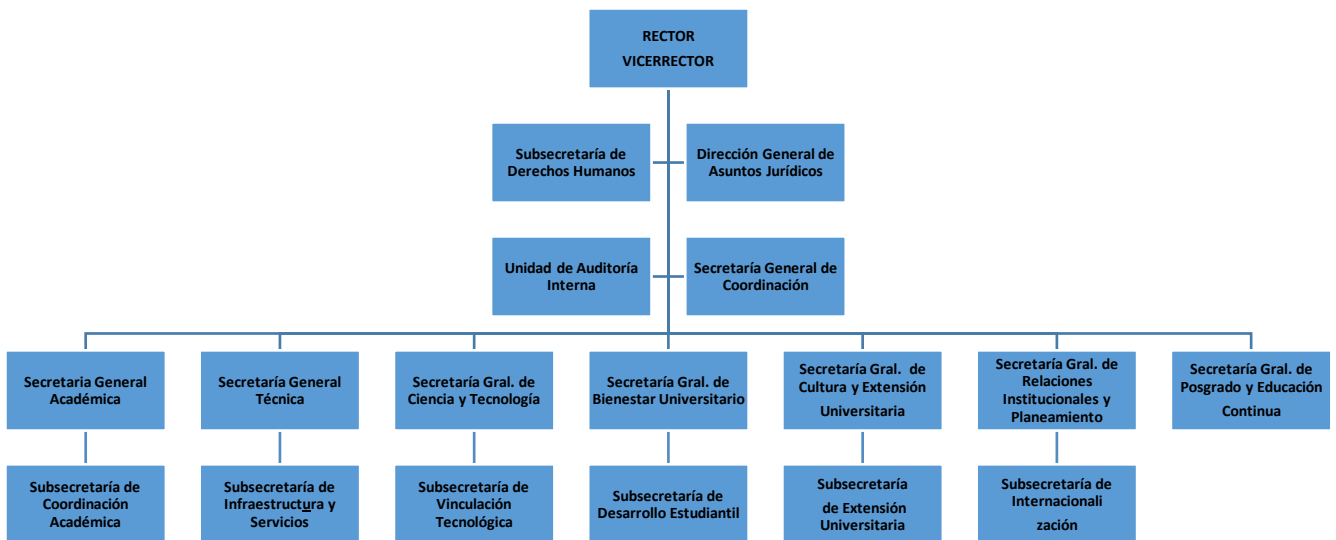 RECTOR
VICERRECTOR
Subsecretaría de
Derechos Humanos
Dirección General de
Asuntos Jurídicos
Unidad de Auditoría
Interna
Secretaría General de
Coordinación
Secretaria General
Académica
Secretaría General
Técnica
Secretaría Gral. de
Ciencia y Tecnología
Secretaría Gral. de
Bienestar Universitario
Secretaría Gral. de
Cultura y Extensión
Universitaria
Secretaría Gral. de
Relaciones
Institucionales y
Planeamiento
Secretaría Gral. de
Posgrado y Educación
Continua
Subsecretaría de
Coordinación
Académica
Subsecretaría de
Infraestructura y
Servicios
Subsecretaría de
Vinculación
Tecnológica
Subsecretaría de
Desarrollo Estudiantil
Subsecretaría
de Extensión
Universitaria
Subsecretaría de
Internacionali
zación